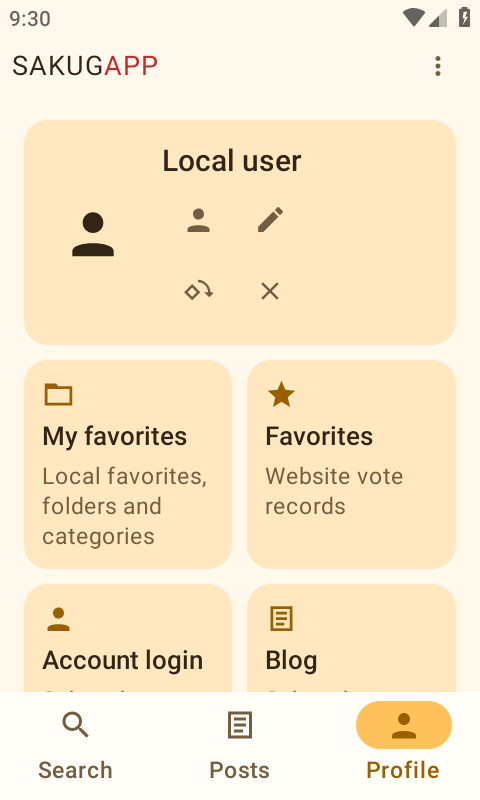 9:30
SAKUGAPP
Local user
My favorites
Local favorites,
folders and
categories
Favorites
Website vote
records
Account login
Blog
Search
Posts
Profile